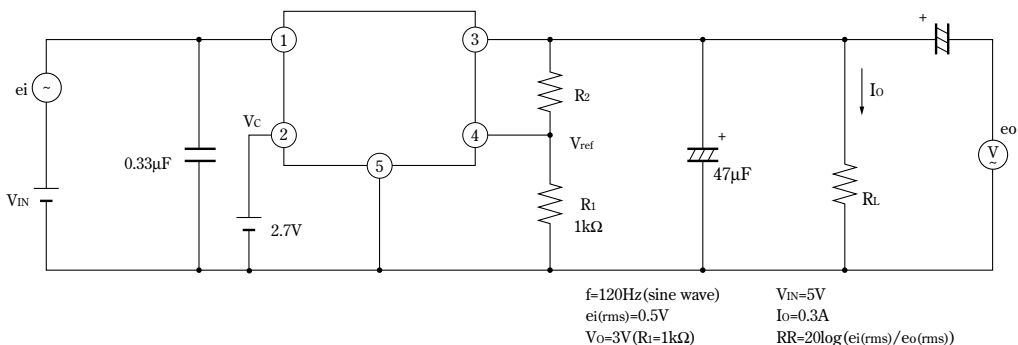 1
3
+
ei
~
R2
IO
VC
2
4
Vref
+
eo
V
~
0.33μF
5
47μF
VIN
R1
1kΩ
RL
2.7V
f=120Hz(sine wave)
ei(rms)=0.5V
VO=3V(R1=1kΩ)
VIN=5V
IO=0.3A
RR=20log(ei(rms)/eo(rms))